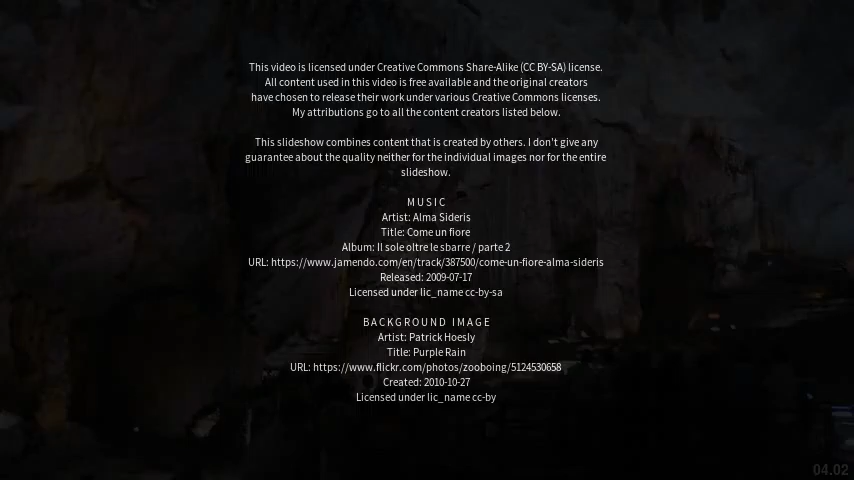 This video is licensed under Creative Commons Share-Alike (CC BY-SA) license.
All content used in this video is free available and the original creators
have chosen to release their work under various Creative Commons licenses.
My attributions go to all the content creators listed below.
This slideshow combines content that is created by others. I don't give any
guarantee about the quality neither for the individual images nor for the entire
slideshow.
MUSIC
Artist: Alma Sideris
Title: Come un fiore
Album: Il sole oltre le sbarre / parte 2
URL: https://www.jamendo.com/en/track/387500/come-un-fiore-alma-sideris
Released: 2009-07-17
Licensed under lic_name cc-by-sa
BACKGROUND IMAGE
Artist: Patrick Hoesly
Title: Purple Rain
URL: https://www.flickr.com/photos/zooboing/5124530658
Created: 2010-10-27
Licensed under lic_name cc-by
04.02